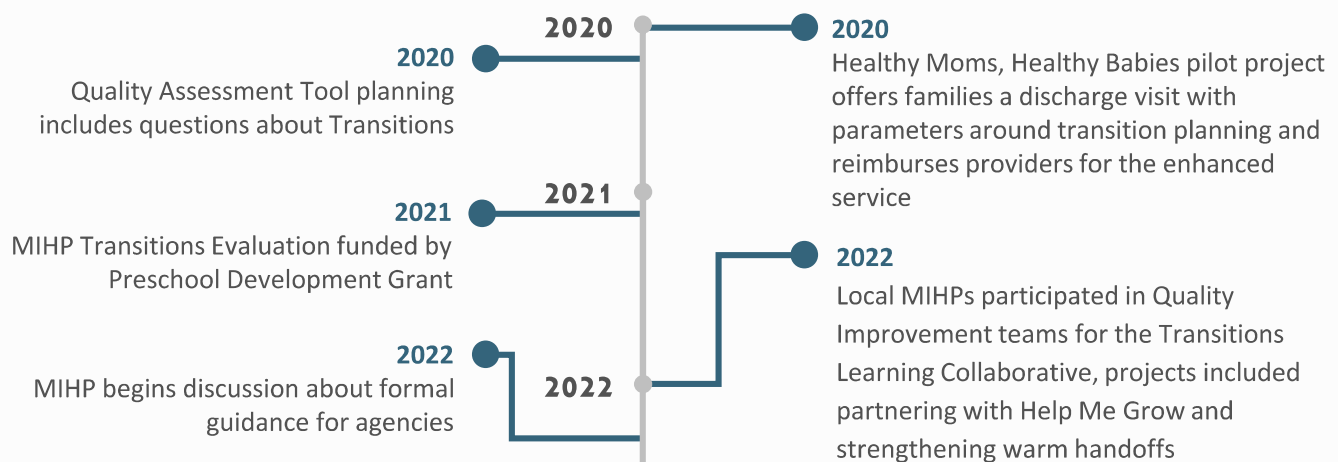 2020
2020
Healthy Moms, Healthy Babies pilot project
offers families a discharge visit with
parameters around transition planning and
reimburses providers for the enhanced
service
2020
Quality Assessment Tool planning
includes questions about Transitions
2021
2021
MIHP Transitions Evaluation funded by
Preschool Development Grant
2022
2022
Local MIHPs participated in Quality
Improvement teams for the Transitions
Learning Collaborative, projects included
partnering with Help Me Grow and
strengthening warm handoffs
2022
MIHP begins discussion about formal
guidance for agencies